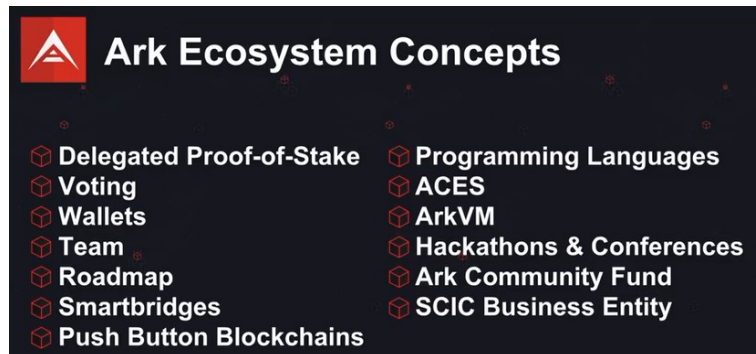 Ark Ecosystem Concepts
Delegated Proof-of-Stake
Voting
Wallets
Team
Roadmap
Smartbridges
Push Button Blockchains
Programming Languages
ACES
ArkVM
Hackathons & Conferences
Ark Community Fund
SCIC Business Entity